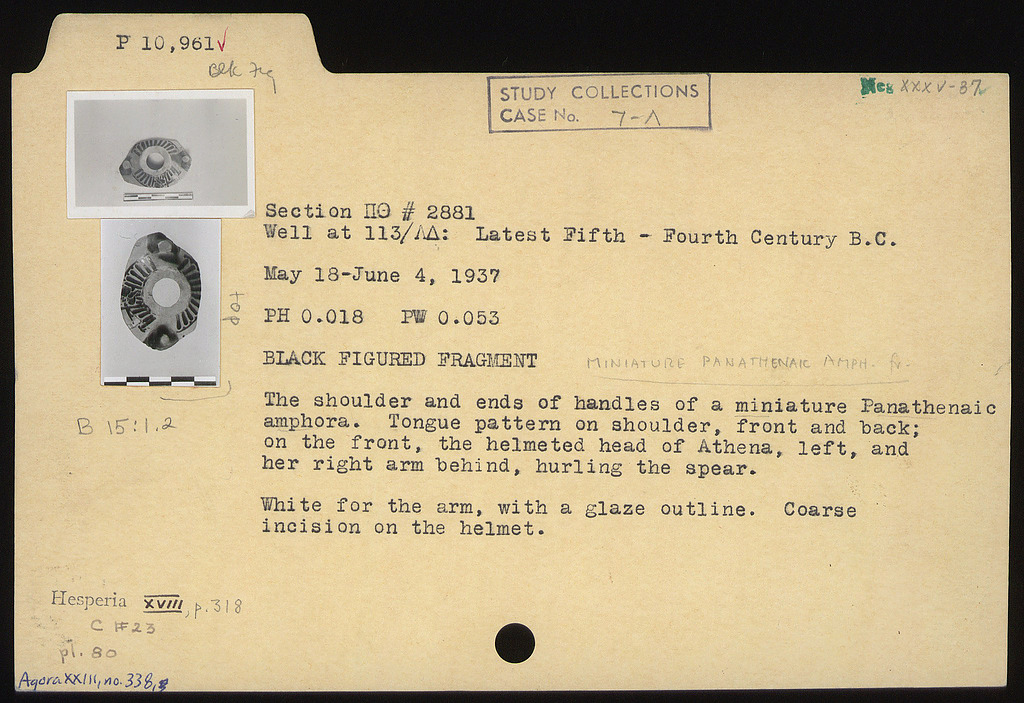 P 10,961 √
Blk Fig
STUDY COLLECTIONS
CASE No. 7-Λ
Neg XXXV-87
Section ΠΘ # 2881
Well at 113/ΛΔ: Latest Fifth - Fourth Century B.C.
May 18-June 4, 1937
PH 0.018 PW 0.053
top
BLACK FIGURED FRAGMENT MINIATURE PANATHENAIC AMPH. fr.
The shoulder and ends of handles of a miniature Panathenaic
amphora. Tongue pattern on shoulder, front and back;
on the front, the helmeted head of Athena, left, and
her right arm behind, hurling the spear.
B 15:1.2
White for the arm, with a glaze outline. Coarse
incision on the helmet.
Hesperia XVIII, p. 318
C #23
pl. 80
Agora XXIII, no. 338,